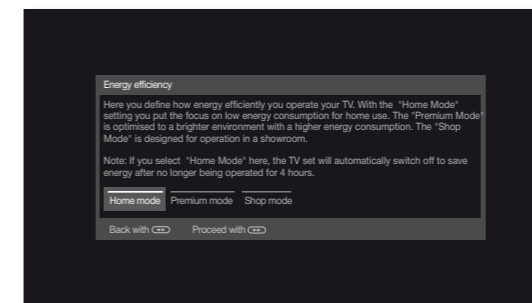 Energy efficiency
Here you define how energy efficiently you operate your TV. With the "Home Mode"
setting you put the focus on low energy consumption for home use. The "Premium Mode"
is optimised to a brighter environment with a higher energy consumption. The "Shop
Mode" is designed for operation in a showroom.
Note: If you select "Home Mode" here, the TV set will automatically switch off to save
energy after no longer being operated for 4 hours.
Home mode Premium mode Shop mode
Back with ◂◂ Proceed with ▸▸